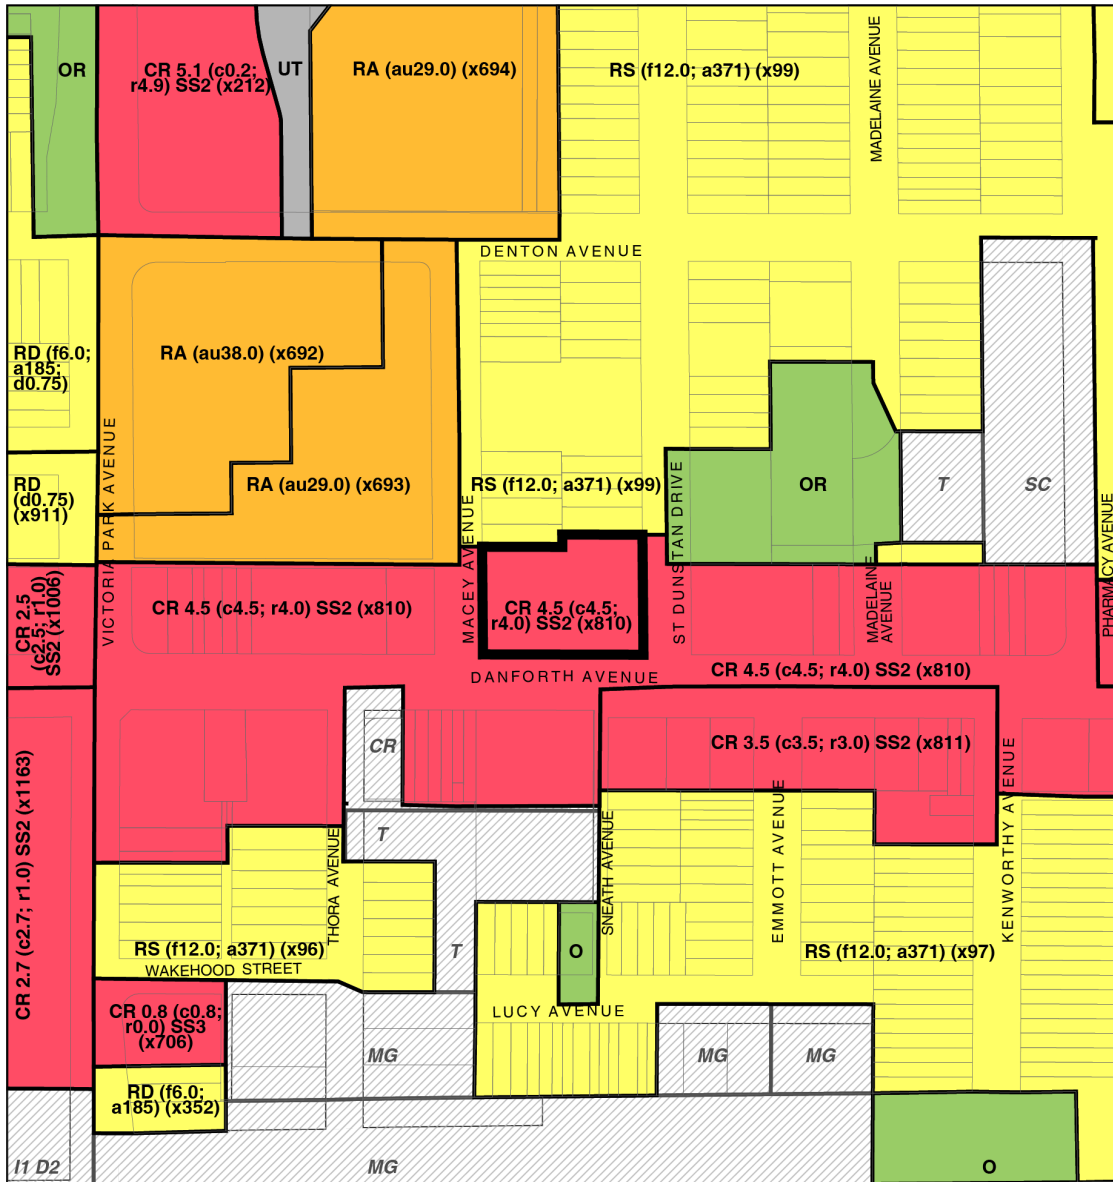 OR
CR 5.1 (c0.2;
r4.9) SS2 (x212)
UT
RA (au29.0) (x694)
RS (f12.0; a371) (x99)
MADELAINE AVENUE
DENTON AVENUE
RD (f6.0;
a185;
d0.75)
RA (au38.0) (x692)
RD
(d0.75)
(x911)
VICTORIA PARK AVENUE
RA (au29.0) (x693)
MACEY AVENUE
RS (f12.0; a371) (x99)
ST DUNSTAN DRIVE
OR
T
SC
PHARMACY AVENUE
CR 2.5
(c2.5; r1.0)
SS2 (x1006)
CR 4.5 (c4.5; r4.0) SS2 (x810)
CR 4.5 (c4.5;
r4.0) SS2 (x810)
MADELAINE
AVENUE
DANFORTH AVENUE
CR 4.5 (c4.5; r4.0) SS2 (x810)
CR 2.7 (c2.7; r1.0) SS2 (x1163)
CR
CR 3.5 (c3.5; r3.0) SS2 (x811)
T
THORA AVENUE
SNEATH AVENUE
EMMOTT AVENUE
KENWORTHY AVENUE
RS (f12.0; a371) (x96)
WAKEHOOD STREET
T
O
RS (f12.0; a371) (x97)
CR 0.8 (c0.8;
r0.0) SS3
(x706)
LUCY AVENUE
MG
MG
MG
RD (f6.0;
a185) (x352)
I1 D2
MG
O